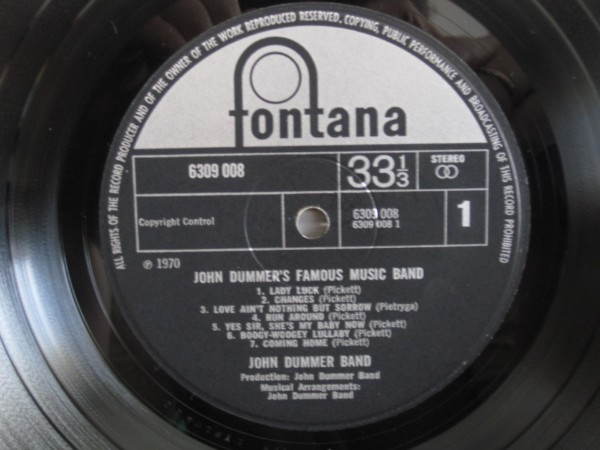 ALL RIGHTS OF THE RECORD PRODUCER AND OF THE OWNER OF THE WORK REPRODUCED RESERVED. COPYING, PUBLIC PERFORMANCE AND BROADCASTING OF THIS RECORD PROHIBITED
fontana
6309 008
33 1/3
STEREO
Copyright Control
6309 008
6309 008 1
1
℗ 1970
JOHN DUMMER'S FAMOUS MUSIC BAND
1. LADY LUCK (Pickett)
2. CHANGES (Pickett)
3. LOVE AIN'T NOTHING BUT SORROW (Pietryga)
4. RUN AROUND (Pickett)
5. YES SIR, SHE'S MY BABY NOW (Pickett)
6. BOOGY-WOOGEY LULLABY (Pickett)
7. COMING HOME (Pickett)
JOHN DUMMER BAND
Production: John Dummer Band
Musical Arrangements:
John Dummer Band